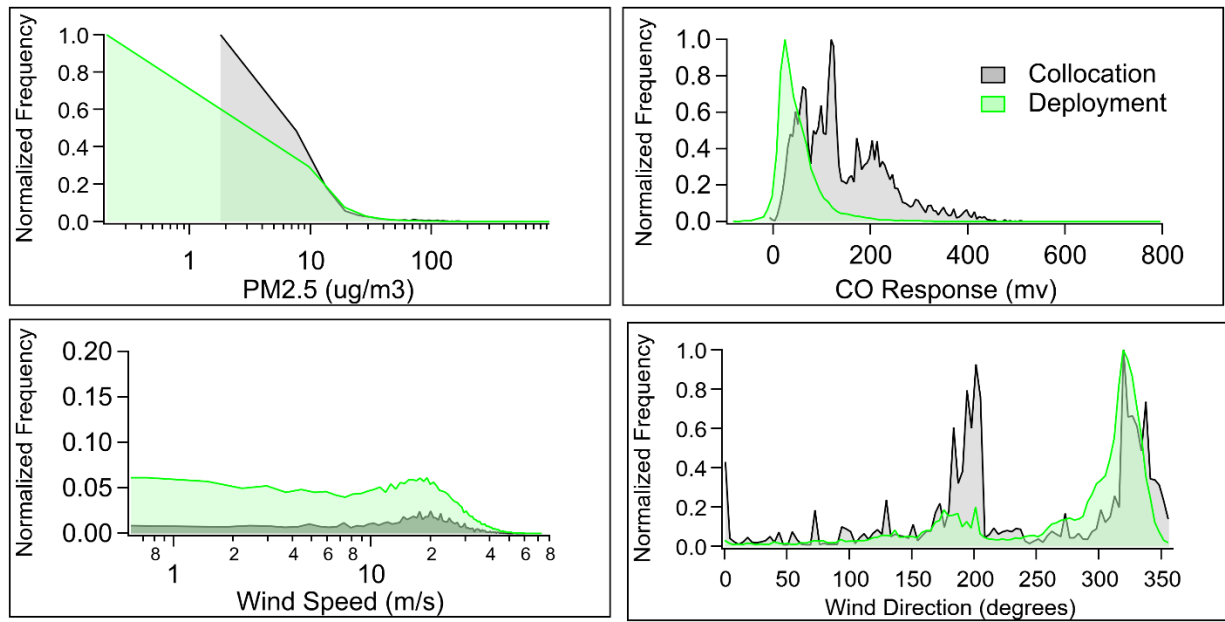 Normalized Frequency
1.0
0.8
0.6
0.4
0.2
0.0
1 10 100
PM2.5 (ug/m3)
Normalized Frequency
1.0
0.8
0.6
0.4
0.2
0.0
Collocation
Deployment
0 200 400 600 800
CO Response (mv)
Normalized Frequency
0.20
0.15
0.10
0.05
0.00
8 2 4 6 8 2 4 6 8
1 10
Wind Speed (m/s)
Normalized Frequency
1.0
0.8
0.6
0.4
0.2
0.0
0 50 100 150 200 250 300 350
Wind Direction (degrees)